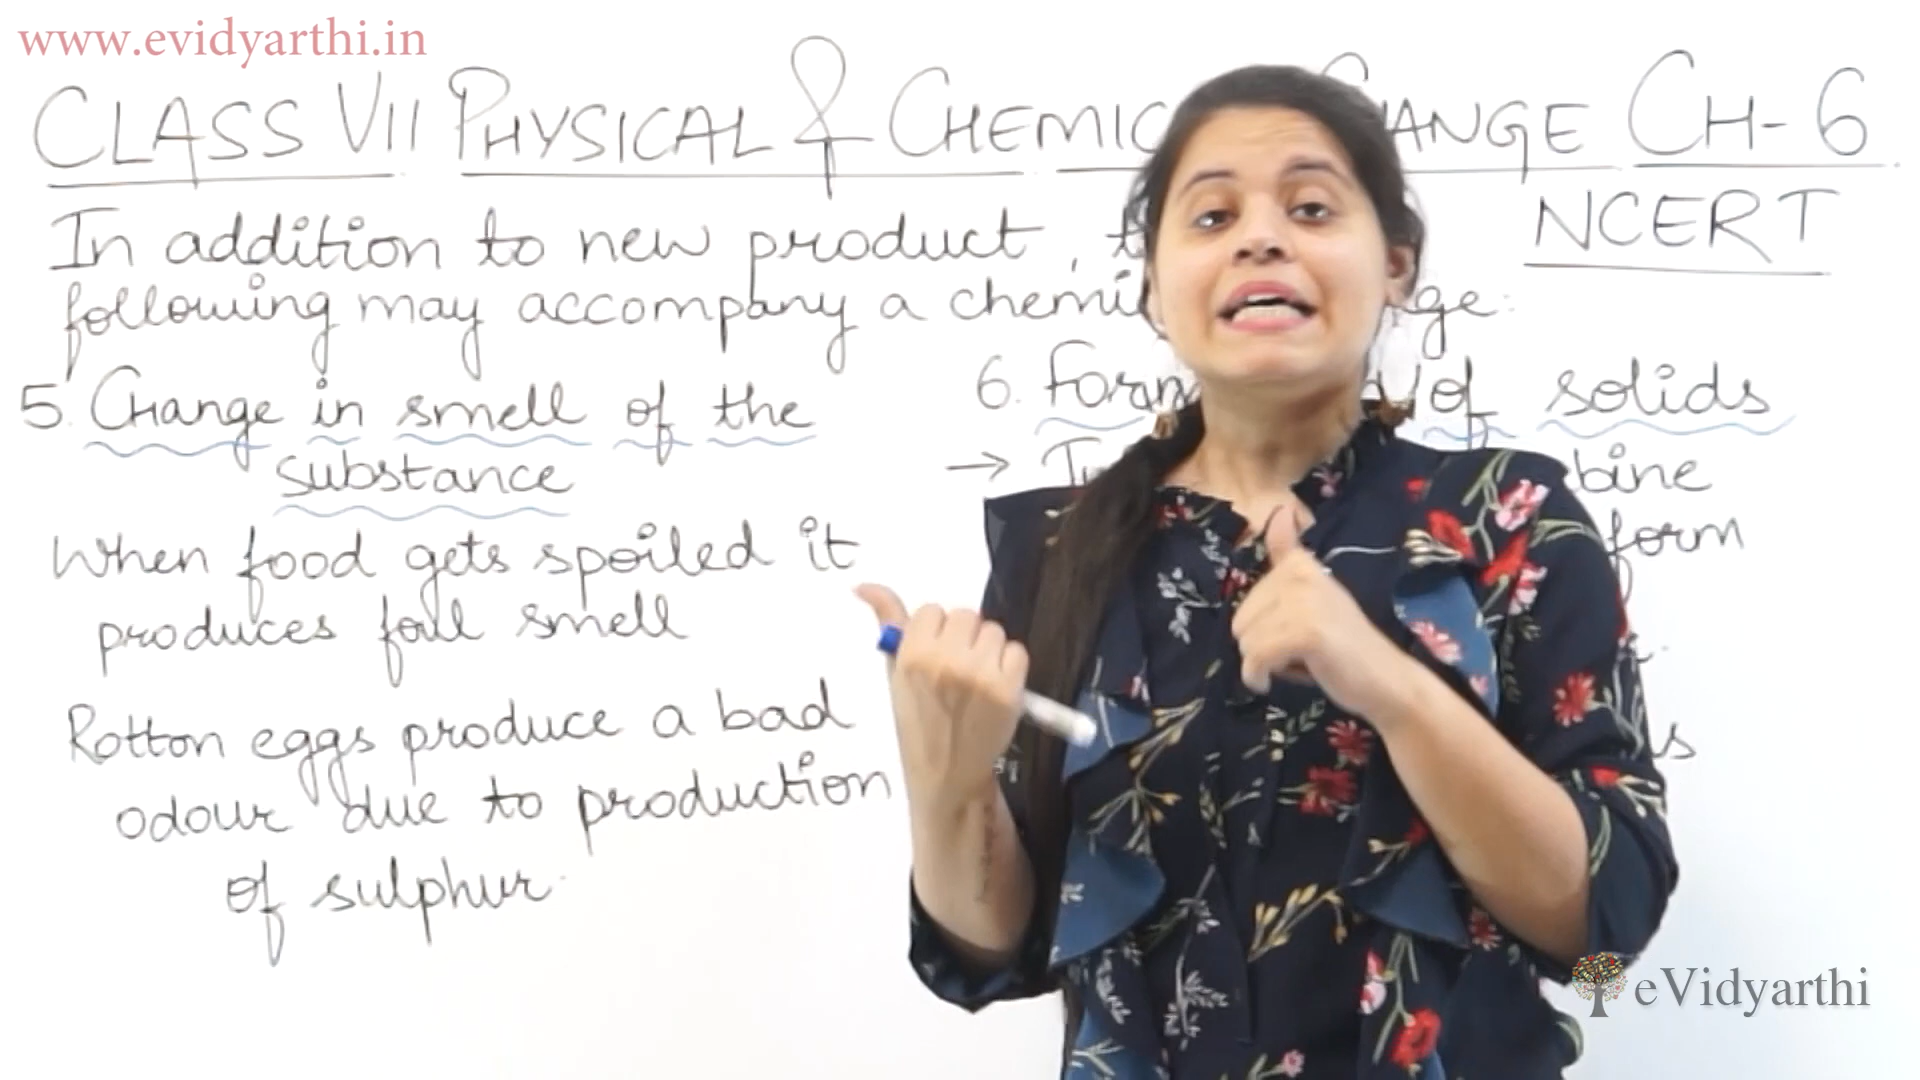 www.evidyarthi.in
CLASS VII PHYSICAL & CHEMIC ANGE CH-6
NCERT
In addition to new product,
following may accompany a chemi ge:
5. Change in smell of the
substance
When food gets spoiled it
produces foul smell
Rotton eggs produce a bad
odour due to production
of sulphur.
6. Form of solids
→ bine
form
is
eVidyarthi